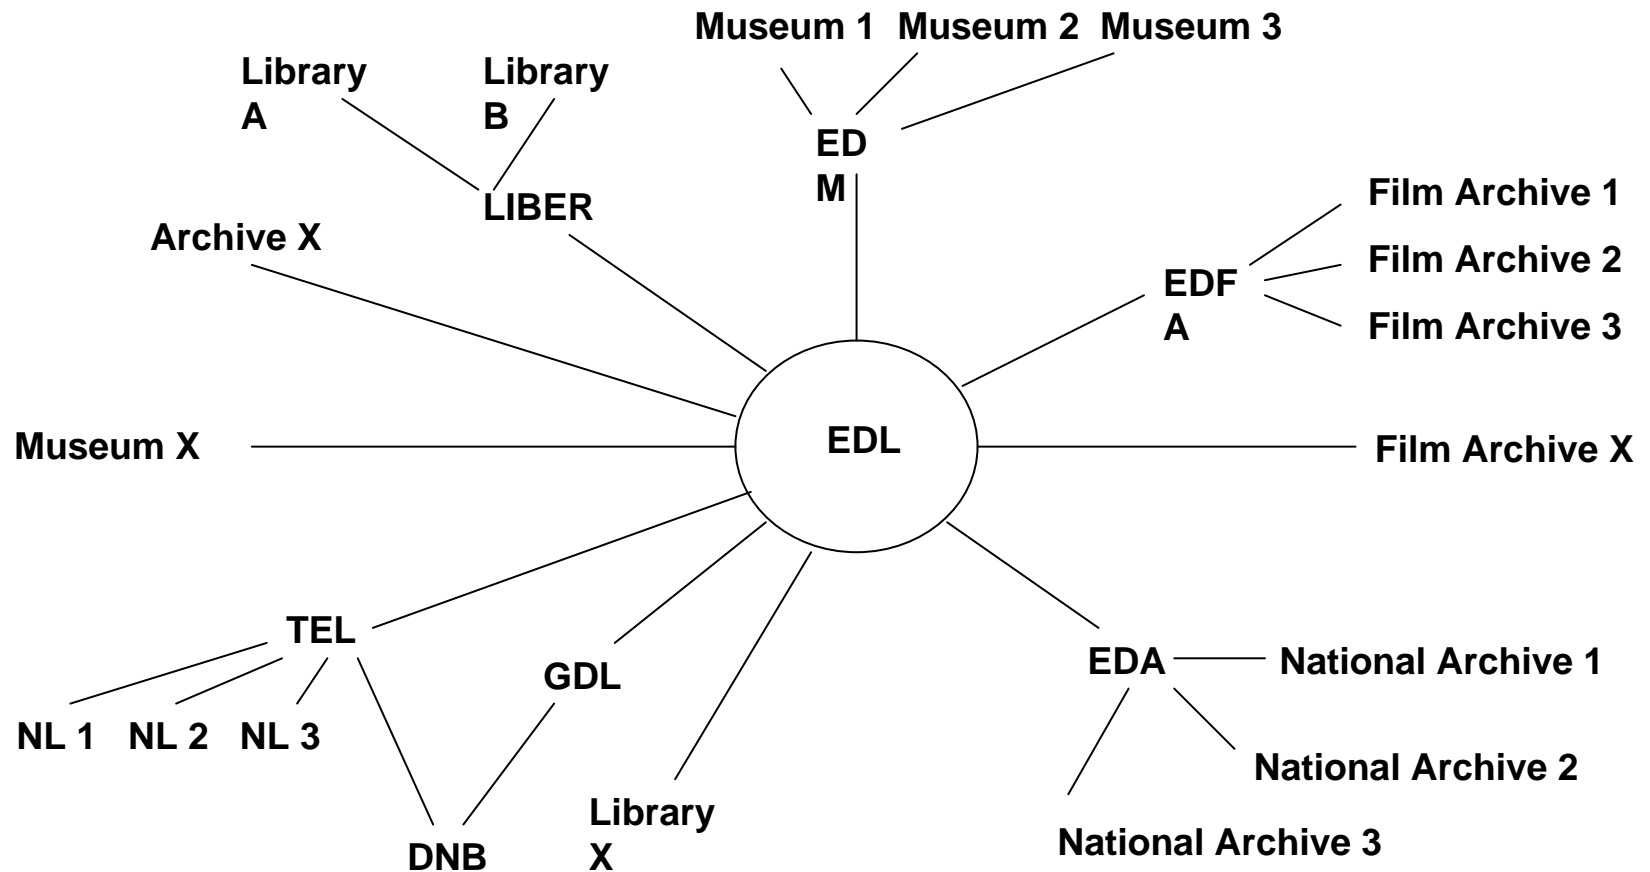 Museum 1 Museum 2 Museum 3
Library
A
Library
B
ED
M
LIBER
Archive X
Film Archive 1
Film Archive 2
Film Archive 3
EDF
A
EDL
Museum X
Film Archive X
TEL
GDL
EDA
National Archive 1
NL 1 NL 2 NL 3
National Archive 2
Library
X
DNB
National Archive 3